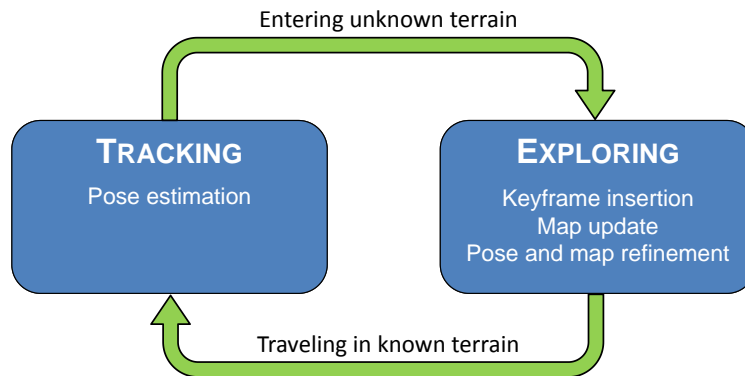 Entering unknown terrain
TRACKING
Pose estimation
EXPLORING
Keyframe insertion
Map update
Pose and map refinement
Traveling in known terrain